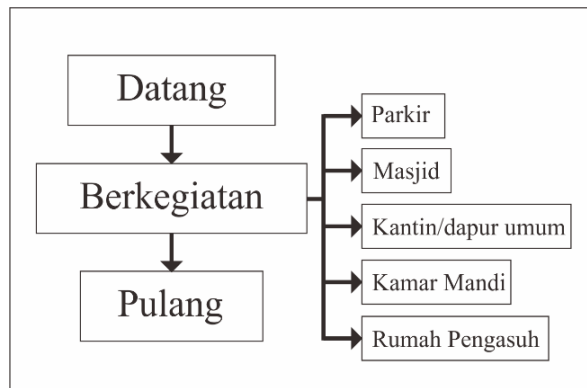 Datang
Berkegiatan
Pulang
Parkir
Masjid
Kantin/dapur umum
Kamar Mandi
Rumah Pengasuh